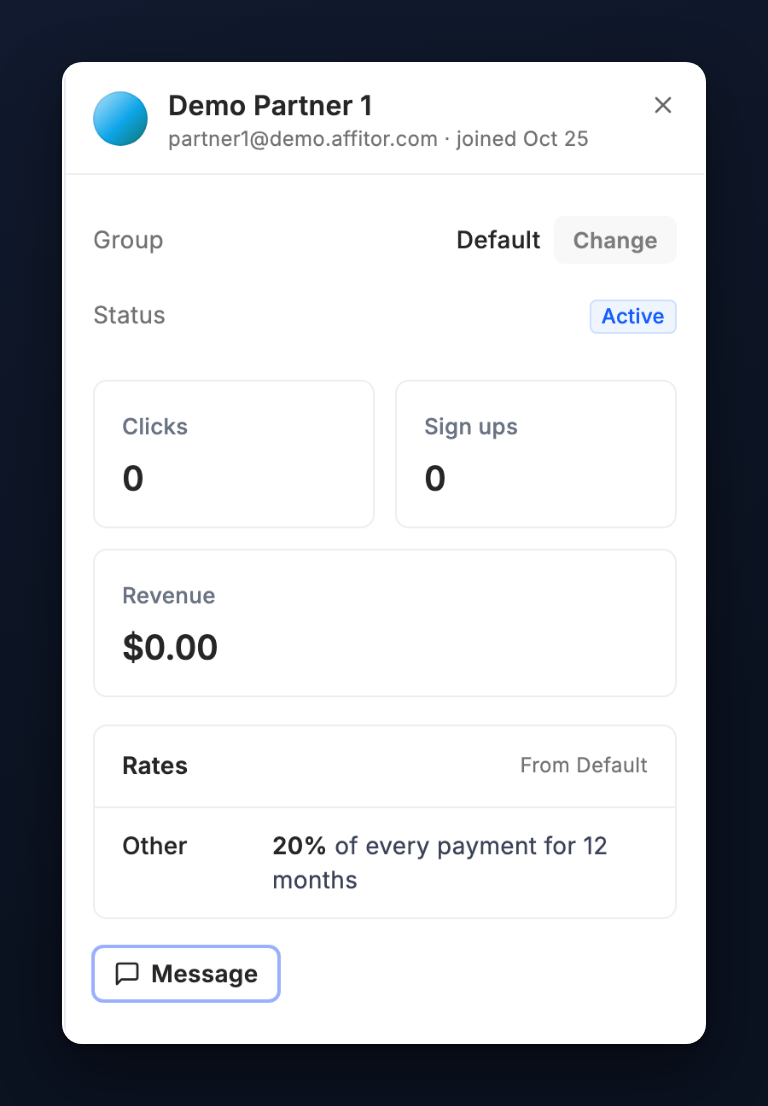 Demo Partner 1
partner1@demo.affitor.com · joined Oct 25
Group Default Change
Status Active
Clicks
0
Sign ups
0
Revenue
$0.00
Rates From Default
Other 20% of every payment for 12
months
Message